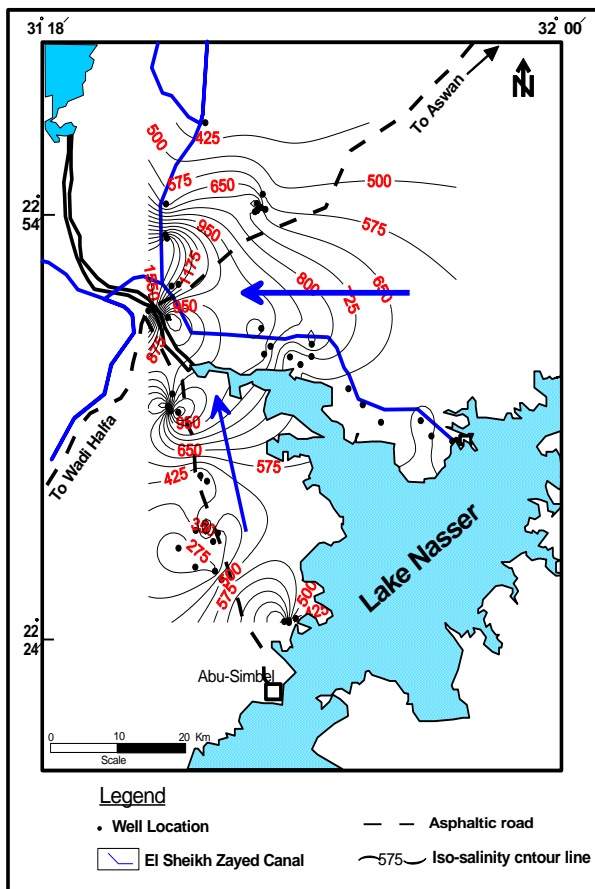 31 18′
32 00′
N
To Aswan
425
500
575
650
500
22
54′
575
950
1175
1550
800
725
650
950
875
950
650
575
425
To Wadi Halfa
350
275
500
575
500
425
Lake Nasser
22
24′
Abu-Simbel
0 10 20 Km
Scale
Legend
Well Location
Asphaltic road
El Sheikh Zayed Canal
575 Iso-salinity cntour line